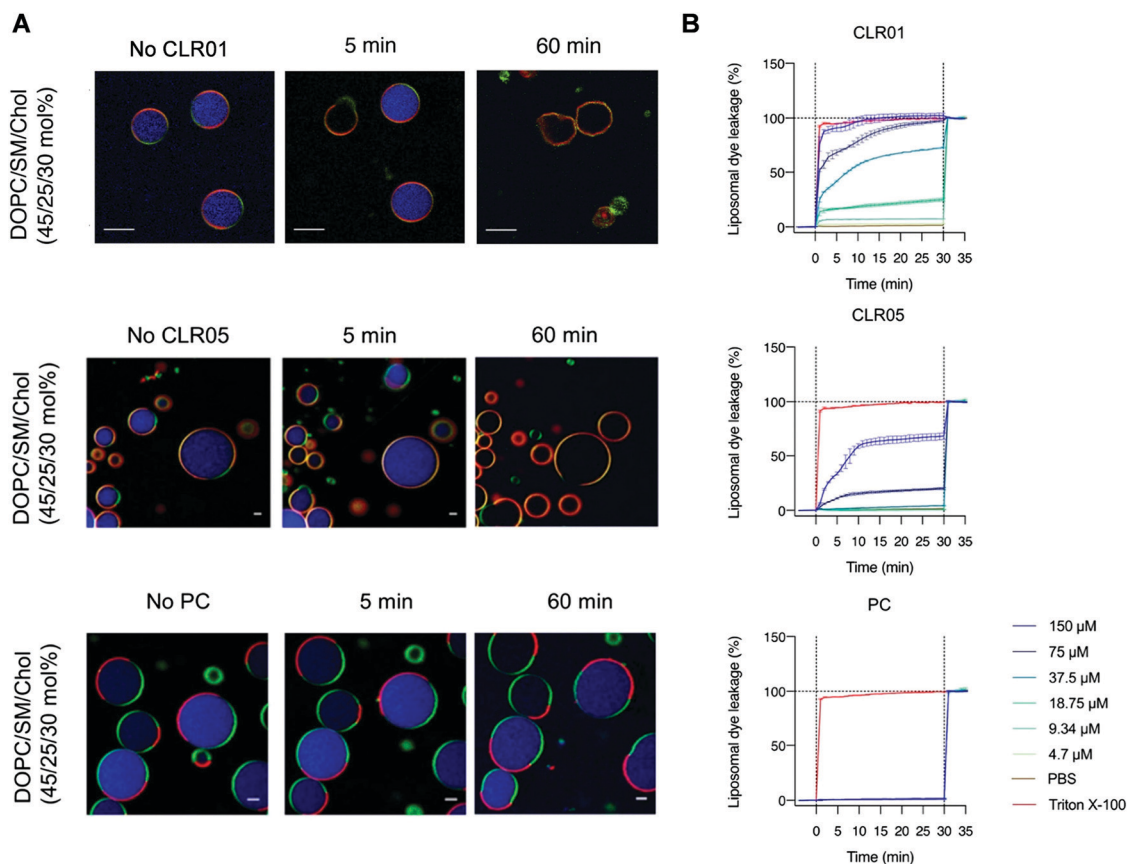 A
No CLR01
5 min
60 min
DOPC/SM/Chol
(45/25/30 mol%)
No CLR05
5 min
60 min
DOPC/SM/Chol
(45/25/30 mol%)
No PC
5 min
60 min
DOPC/SM/Chol
(45/25/30 mol%)
B
CLR01
Liposomal dye leakage (%)
150
100
50
0
0 5 10 15 20 25 30 35
Time (min)
CLR05
Liposomal dye leakage (%)
150
100
50
0
0 5 10 15 20 25 30 35
Time (min)
PC
Liposomal dye leakage (%)
150
100
50
0
0 5 10 15 20 25 30 35
Time (min)
150 µM
75 µM
37.5 µM
18.75 µM
9.34 µM
4.7 µM
PBS
Triton X-100